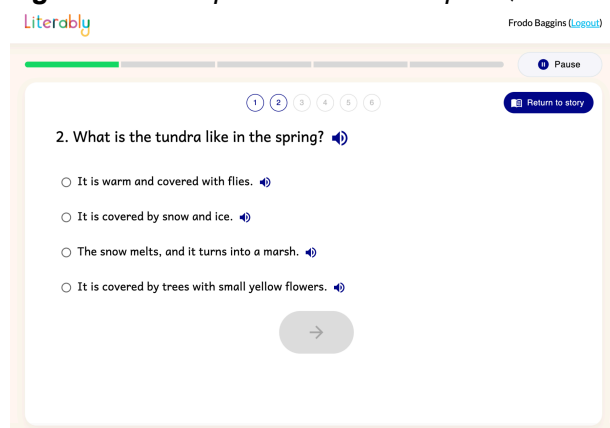 Literably
Frodo Baggins (Logout)
Pause
1 2 3 4 5 6
Return to story
2. What is the tundra like in the spring?
It is warm and covered with flies.
It is covered by snow and ice.
The snow melts, and it turns into a marsh.
It is covered by trees with small yellow flowers.